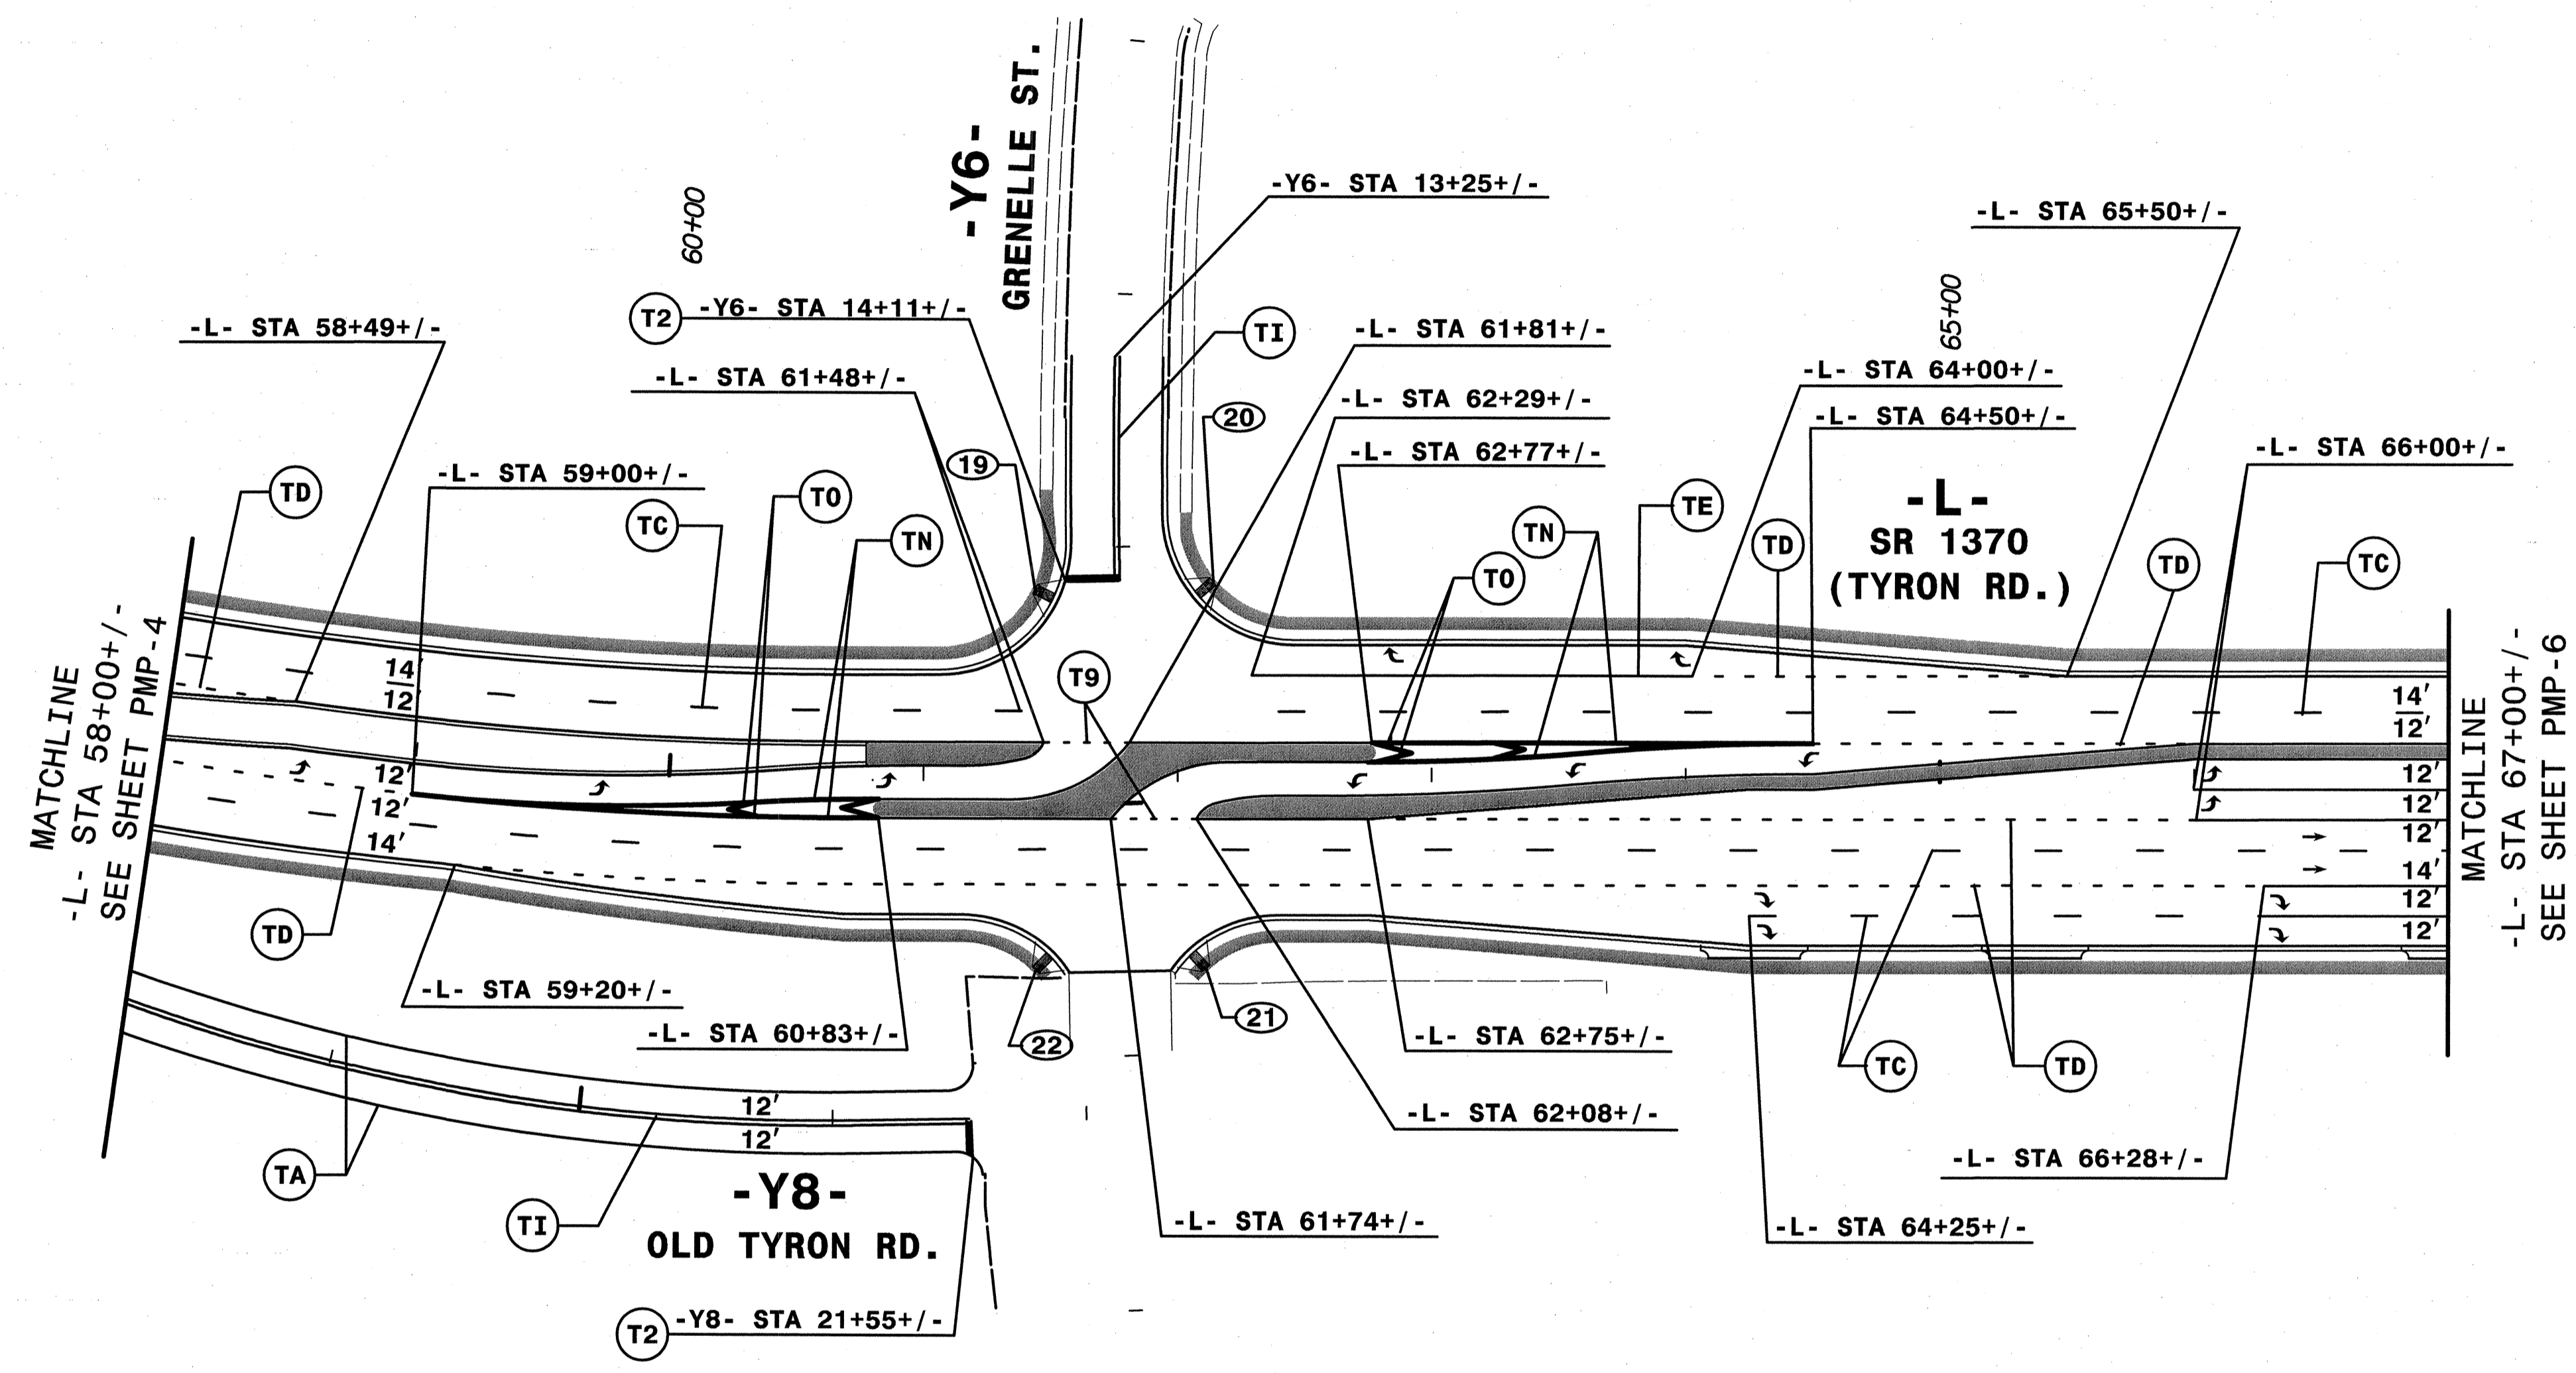 -Y6-
GRENELLE ST.
60+00
-Y6- STA 13+25+/-
-L- STA 65+50+/-
65+00
T2
-Y6- STA 14+11+/-
TI
-L- STA 58+49+/-
-L- STA 61+81+/-
-L- STA 61+48+/-
-L- STA 64+00+/-
-L- STA 62+29+/-
20
-L- STA 64+50+/-
-L- STA 62+77+/-
-L- STA 66+00+/-
19
-L- STA 59+00+/-
TD
TO
TC
TN
TE
TN
TD
TO
-L-
SR 1370
(TYRON RD.)
TD
TC
MATCHLINE
-L- STA 58+00+/-
SEE SHEET PMP-4
14'
12'
T9
12'
12'
14'
14'
12'
12'
12'
12'
14'
12'
12'
MATCHLINE
-L- STA 67+00+/-
SEE SHEET PMP-6
TD
-L- STA 59+20+/-
-L- STA 60+83+/-
22
21
-L- STA 62+75+/-
TC
TD
12'
12'
-L- STA 62+08+/-
-L- STA 66+28+/-
TA
TI
-Y8-
OLD TYRON RD.
-L- STA 61+74+/-
-L- STA 64+25+/-
T2
-Y8- STA 21+55+/-